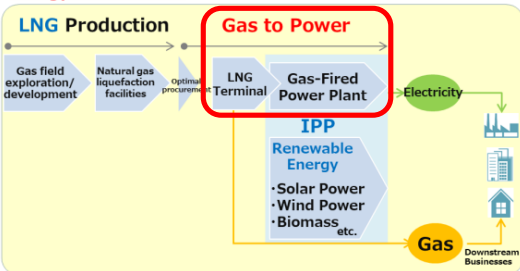 LNG Production
Gas to Power
Gas field
exploration/
development
Natural gas
liquefaction
facilities
Optimal
procurement
LNG
Terminal
Gas-Fired
Power Plant
Electricity
IPP
Renewable
Energy
・Solar Power
・Wind Power
・Biomass
etc.
Gas
Downstream
Businesses